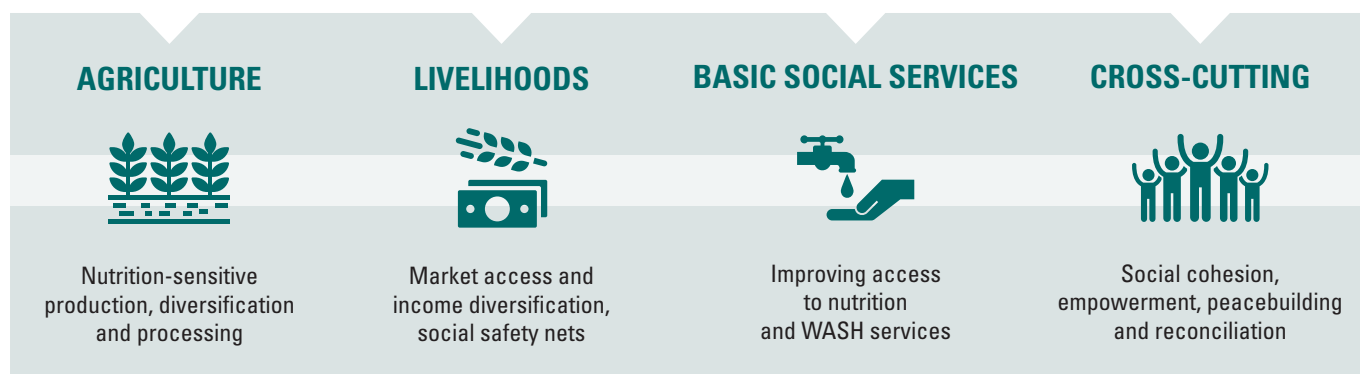 AGRICULTURE
Nutrition-sensitive
production, diversification
and processing
LIVELIHOODS
Market access and
income diversification,
social safety nets
BASIC SOCIAL SERVICES
Improving access
to nutrition
and WASH services
CROSS-CUTTING
Social cohesion,
empowerment, peacebuilding
and reconciliation